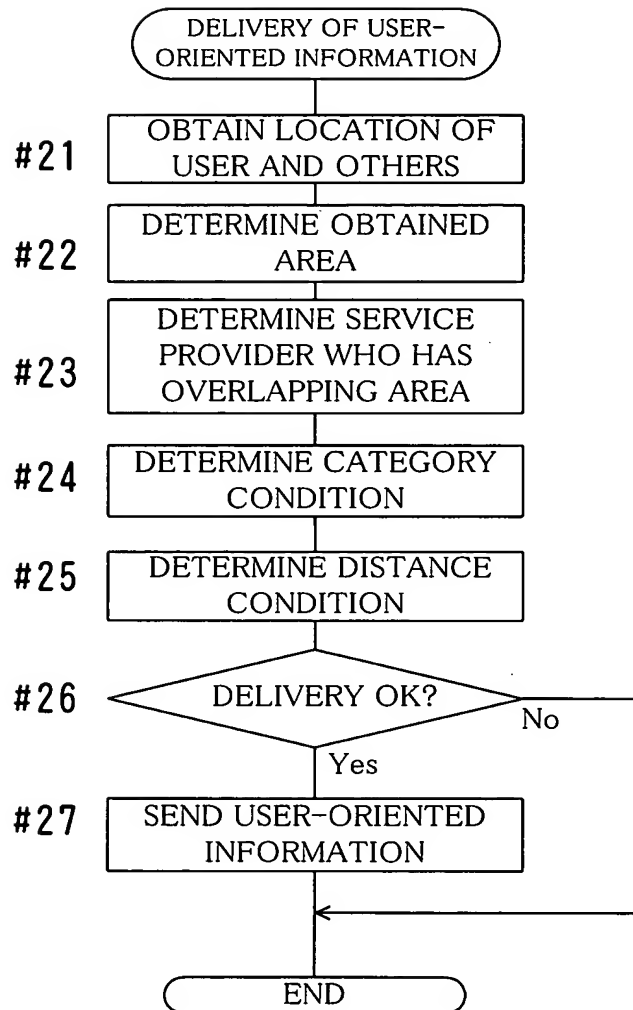 DELIVERY OF USER-
ORIENTED INFORMATION
#21
OBTAIN LOCATION OF
USER AND OTHERS
#22
DETERMINE OBTAINED
AREA
#23
DETERMINE SERVICE
PROVIDER WHO HAS
OVERLAPPING AREA
#24
DETERMINE CATEGORY
CONDITION
#25
DETERMINE DISTANCE
CONDITION
#26
DELIVERY OK?
No
Yes
#27
SEND USER-ORIENTED
INFORMATION
END